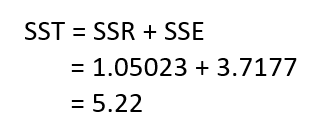 SST = SSR + SSE
= 1.05023 + 3.7177
= 5.22